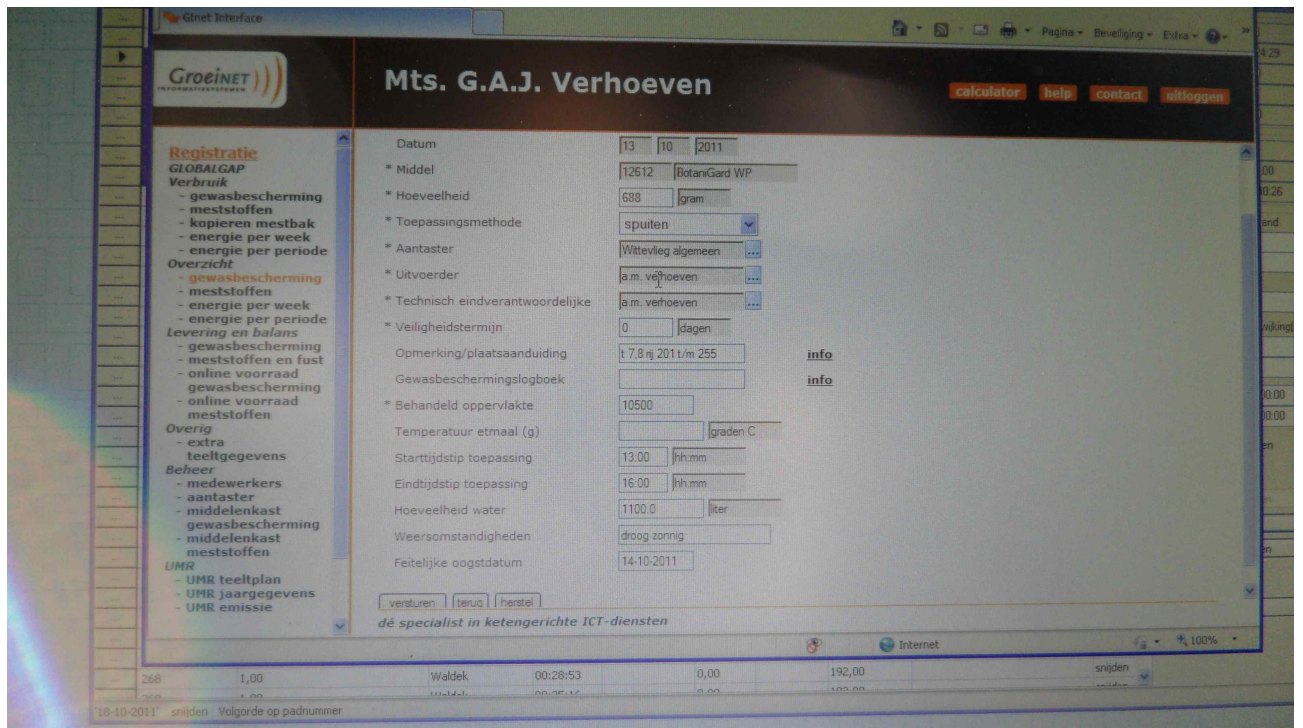 Gtnet Interface
Pagina Beveiliging Extra
GroeiNET
INFORMATIESYSTEMEN
Mts. G.A.J. Verhoeven
calculator help contact uitloggen
Registratie
GLOBALGAP
Verbruik
- gewasbescherming
- meststoffen
- kopieren mestbak
- energie per week
- energie per periode
Overzicht
- gewasbescherming
- meststoffen
- energie per week
- energie per periode
Levering en balans
- gewasbescherming
- meststoffen en fust
- online voorraad
gewasbescherming
- online voorraad
meststoffen
Overig
- extra
teeltgegevens
Beheer
- medewerkers
- aantaster
- middelenkast
gewasbescherming
- middelenkast
meststoffen
UMR
- UMR teeltplan
- UMR jaargegevens
- UMR emissie
Datum 13 10 2011
* Middel 12612 BotaniGard WP
* Hoeveelheid 688 gram
* Toepassingsmethode spuiten
* Aantaster Wittevlieg algemeen ...
* Uitvoerder a.m. verhoeven ...
* Technisch eindverantwoordelijke a.m. verhoeven ...
* Veiligheidstermijn 0 dagen
Opmerking/plaatsaanduiding t 7,8 rij 201 t/m 255 info
Gewasbeschermingslogboek info
* Behandeld oppervlakte 10500
Temperatuur etmaal (g) graden C
Starttijdstip toepassing 13:00 hh:mm
Eindtijdstip toepassing 16:00 hh:mm
Hoeveelheid water 1100.0 liter
Weersomstandigheden droog zonnig
Feitelijke oogstdatum 14-10-2011
versturen terug herstel
dé specialist in ketengerichte ICT-diensten
Internet 100%
268 1,00 Waldek 00:28:53 0,00 192,00 snijden
'18-10-2011' snijden Volgorde op padnummer